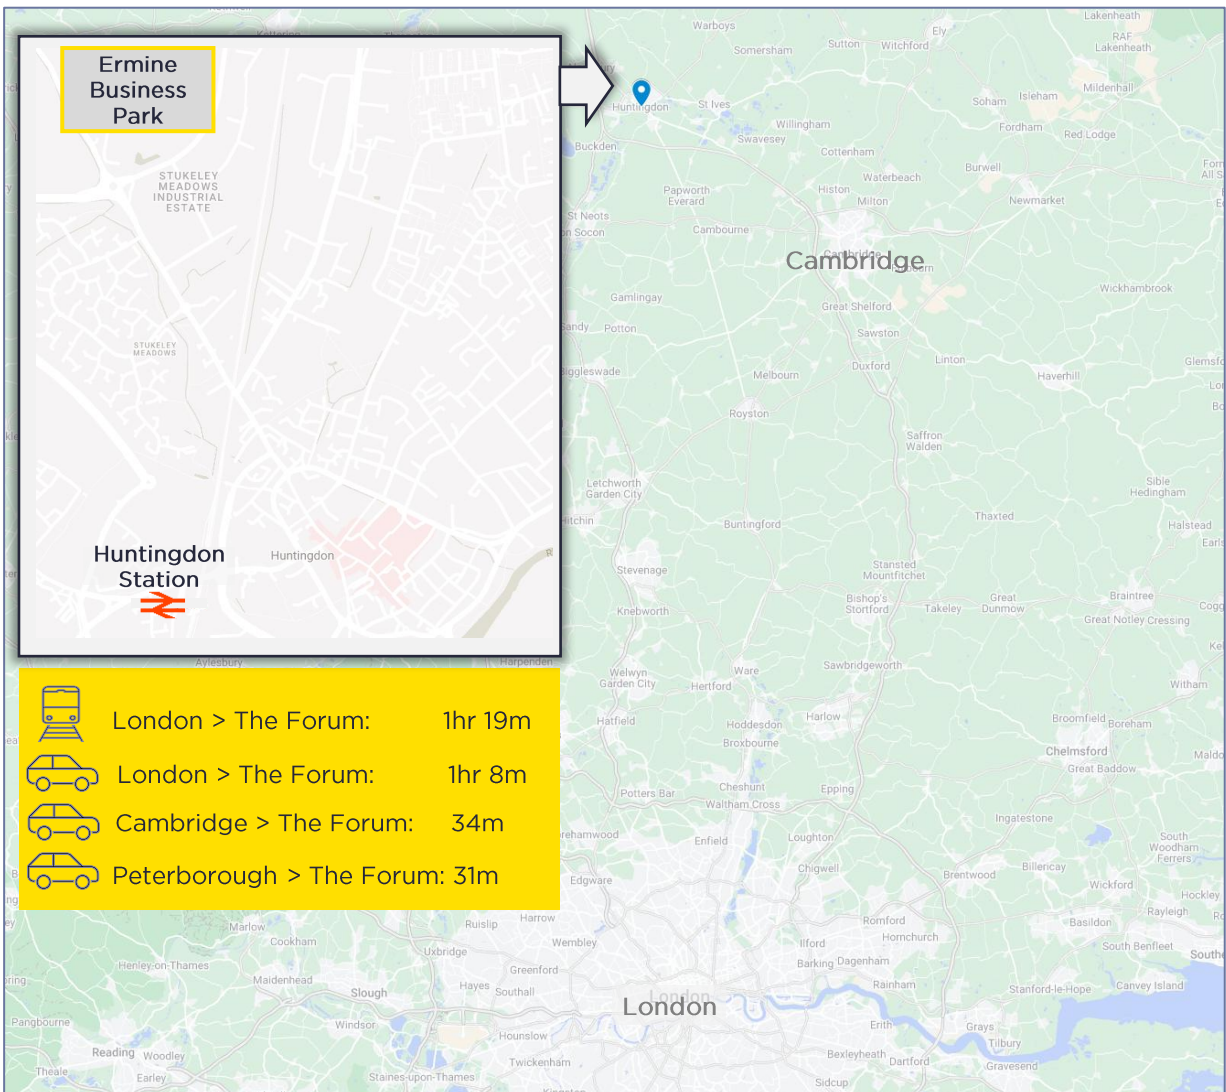 Ermine
Business
Park
STUKELEY
MEADOWS
INDUSTRIAL
ESTATE
STUKELEY
MEADOWS
Huntingdon
Station
Huntingdon
London > The Forum: 1hr 19m
London > The Forum: 1hr 8m
Cambridge > The Forum: 34m
Peterborough > The Forum: 31m
Warboys
Lakenheath
Somersham
Sutton
Witchford
Ely
RAF
Lakenheath
Huntingdon
St Ives
Soham
Isleham
Mildenhall
Willingham
Swavesey
Fordham
Red Lodge
Buckden
Cottenham
Burwell
Waterbeach
Papworth
Everard
Histon
Milton
Newmarket
St Neots
Cambourne
Cambridge
Cambridge
Gamlingay
Great Shelford
Wickhambrook
Potton
Sawston
Linton
Duxford
Melbourn
Haverhill
Royston
Saffron
Walden
Letchworth
Garden City
Sible
Hedingham
Hitchin
Buntingford
Thaxted
Halstead
Stevenage
Stansted
Mountfitchet
Knebworth
Bishop's
Stortford
Takeley
Great
Dunmow
Braintree
Great Notley
Cressing
Aylesbury
Harpenden
Welwyn
Garden City
Ware
Hertford
Sawbridgeworth
Witham
Hatfield
Hoddesdon
Broxbourne
Harlow
Broomfield
Boreham
Chelmsford
Great Baddow
Potters Bar
Cheshunt
Waltham Cross
Epping
Ingatestone
Enfield
Loughton
South
Woodham
Ferrers
Chigwell
Brentwood
Billericay
Wickford
Hockley
Edgware
Marlow
Cookham
Ruislip
Harrow
Wembley
Romford
Hornchurch
Ilford
Basildon
Rayleigh
Uxbridge
South Benfleet
Henley-on-Thames
Maidenhead
Greenford
Barking
Dagenham
Slough
Hayes
Southall
London
London
Rainham
Stanford-le-Hope
Canvey Island
Pangbourne
Windsor
Hounslow
Erith
Grays
Tilbury
Reading
Woodley
Twickenham
Bexleyheath
Dartford
Gravesend
Theale
Earley
Staines-upon-Thames
Sidcup